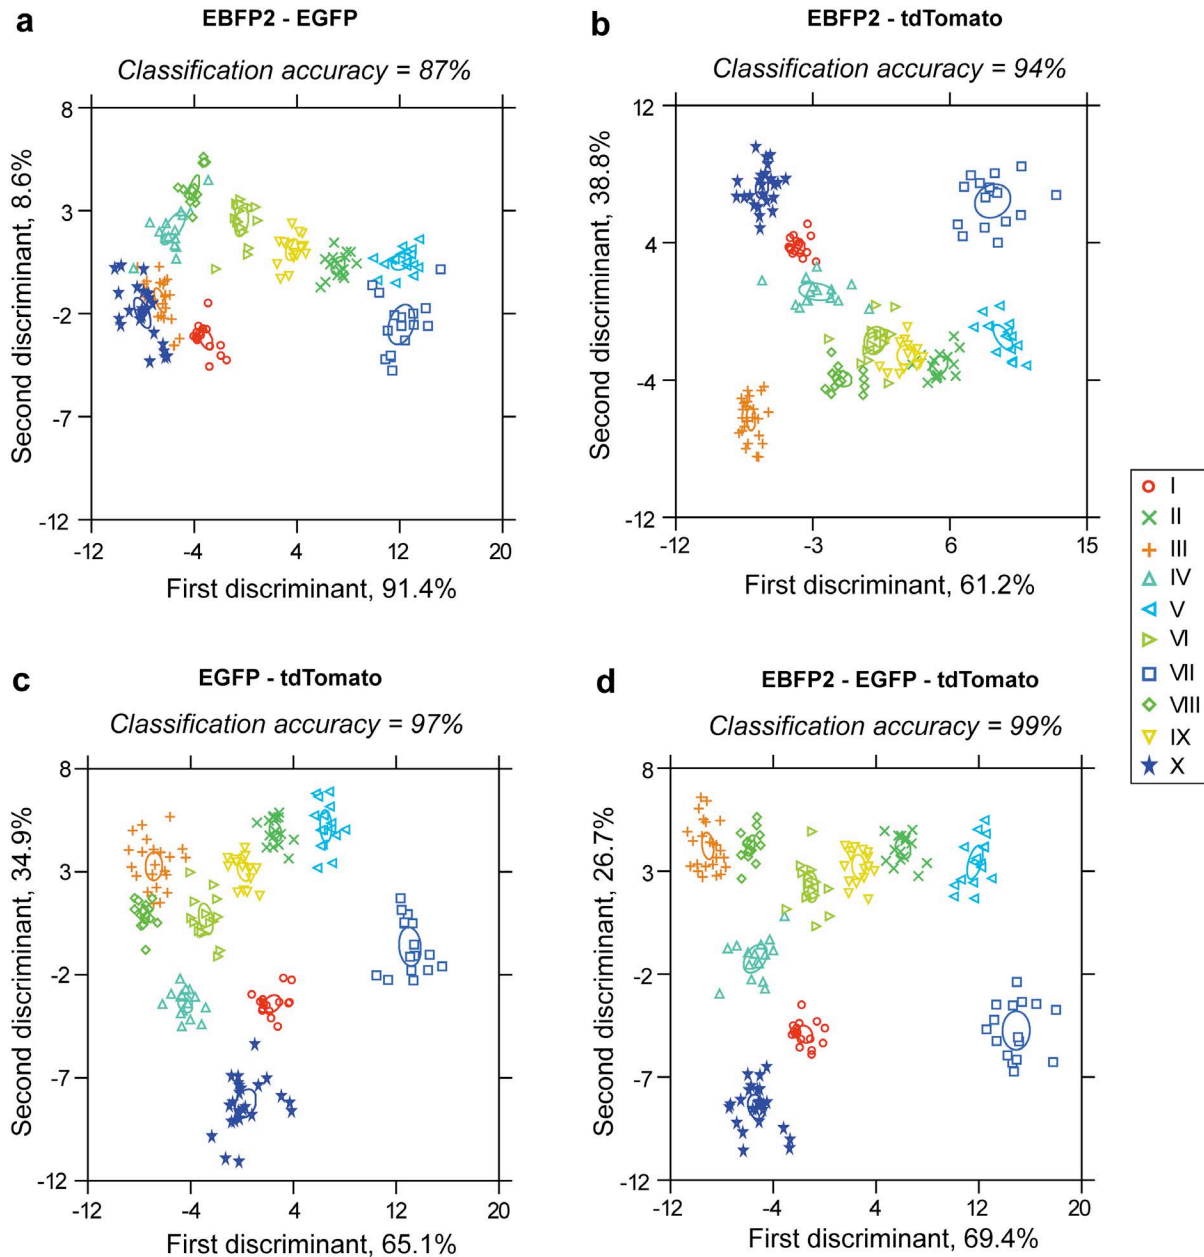 a
EBFP2 - EGFP
Classification accuracy = 87%
8
3
-2
-7
-12
Second discriminant, 8.6%
-12
-4
4
12
20
First discriminant, 91.4%
b
EBFP2 - tdTomato
Classification accuracy = 94%
12
4
-4
-12
Second discriminant, 38.8%
-12
-3
6
15
First discriminant, 61.2%
c
EGFP - tdTomato
Classification accuracy = 97%
8
3
-2
-7
-12
Second discriminant, 34.9%
-12
-4
4
12
20
First discriminant, 65.1%
d
EBFP2 - EGFP - tdTomato
Classification accuracy = 99%
8
3
-2
-7
-12
Second discriminant, 26.7%
-12
-4
4
12
20
First discriminant, 69.4%
I
II
III
IV
V
VI
VII
VIII
IX
X